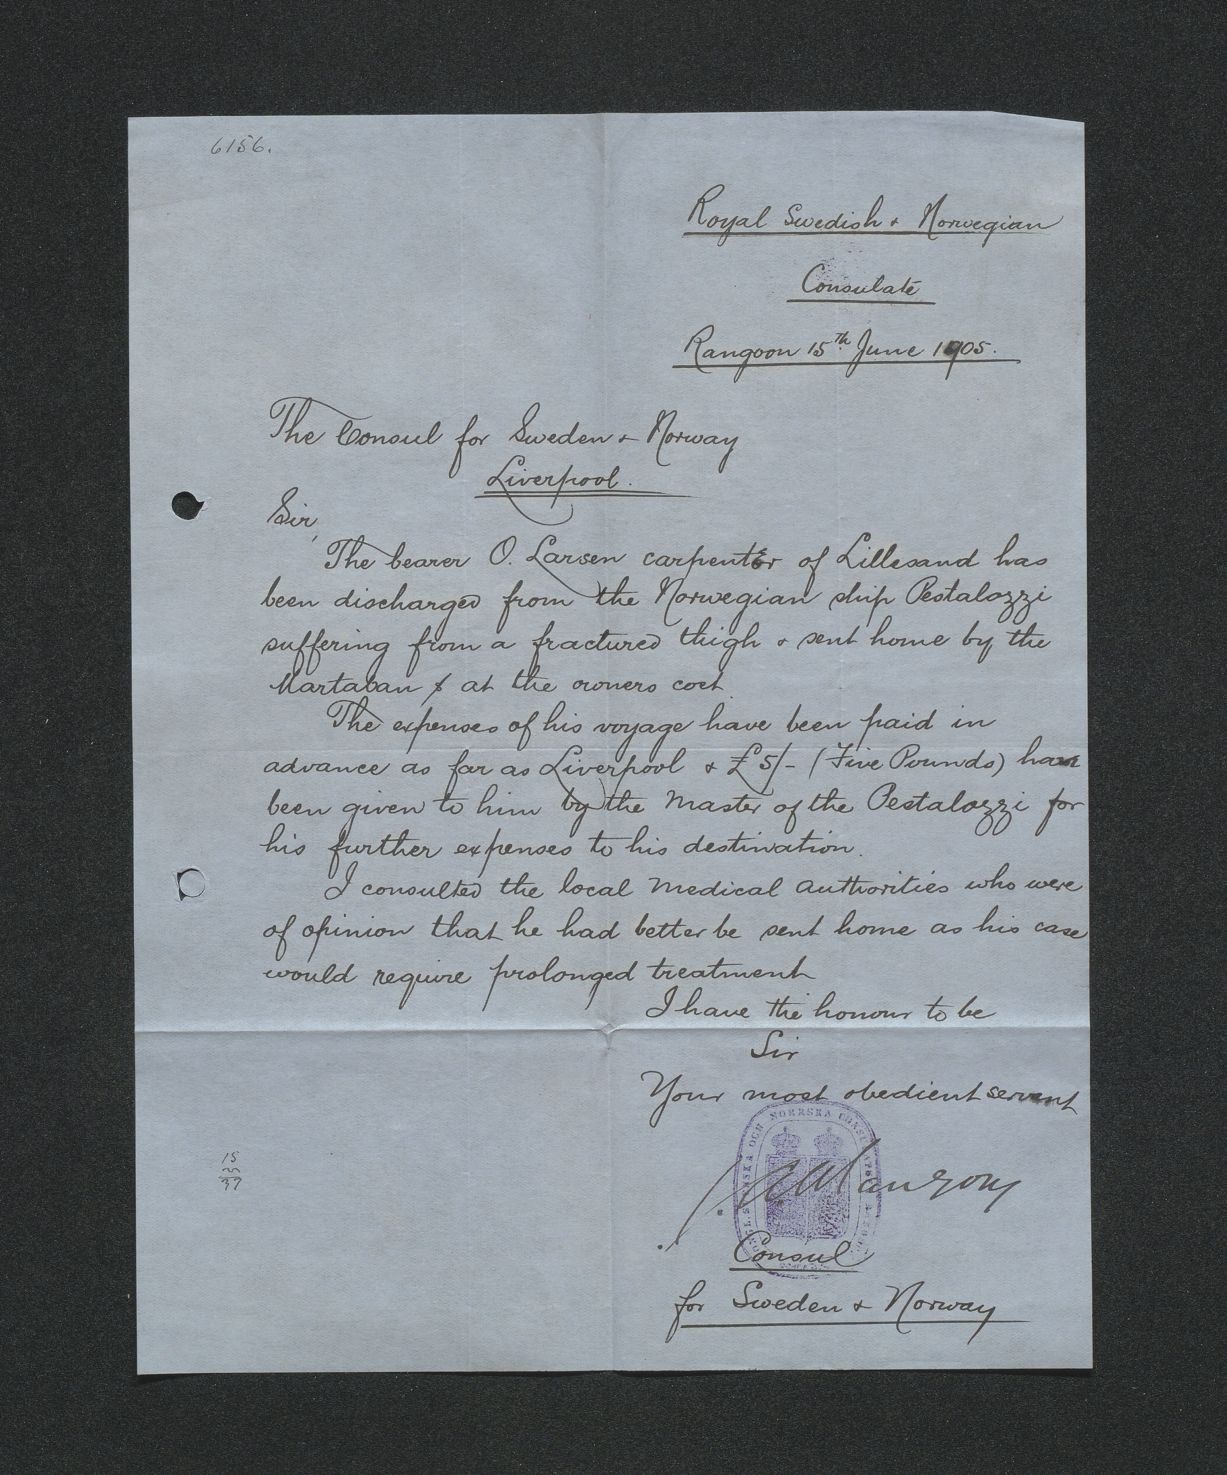 6156.
Royal Swedish & Norwegian
Consulate
Rangoon 15th June 1905.
The Consul for Sweden & Norway
Liverpool.
Sir,
The bearer O. Larsen carpenter of Lillesand has
been discharged from the Norwegian ship Pestalozzi
suffering from a fractured thigh & sent home by the
Martaban at the owners cost.
The expenses of his voyage have been paid in
advance as far as Liverpool & £5/- (Five Pounds) have
been given to him by the Master of the Pestalozzi for
his further expenses to his destination.
I consulted the local medical authorities who were
of opinion that he had better be sent home as his case
would require prolonged treatment
I have the honour to be
Sir
Your most obedient servant
SVENSKA OCH NORRSKA
Consul
for Sweden & Norway
15
37